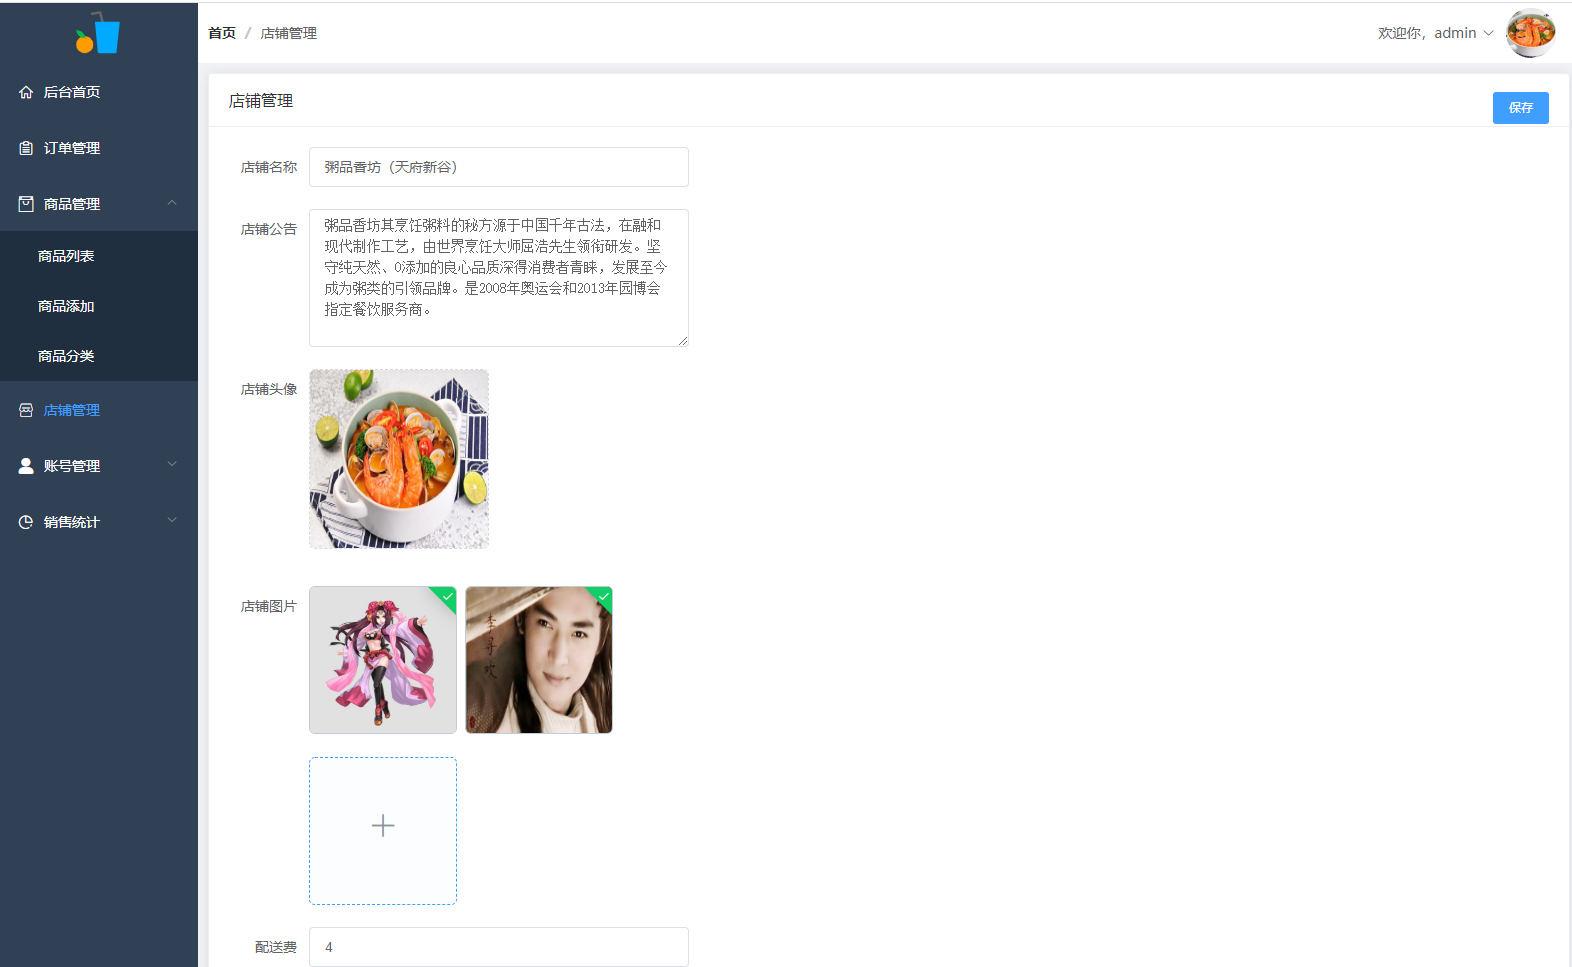 首页 / 店铺管理
欢迎你，admin
后台首页
订单管理
商品管理
商品列表
商品添加
商品分类
店铺管理
账号管理
销售统计
店铺管理
保存
店铺名称
粥品香坊（天府新谷）
店铺公告
粥品香坊其烹饪粥料的秘方源于中国千年古法，在融和
现代制作工艺，由世界烹饪大师屈浩先生领衔研发。坚
守纯天然、0添加的良心品质深得消费者青睐，发展至今
成为粥类的引领品牌。是2008年奥运会和2013年园博会
指定餐饮服务商。
店铺头像
店铺图片
李寻欢
配送费
4